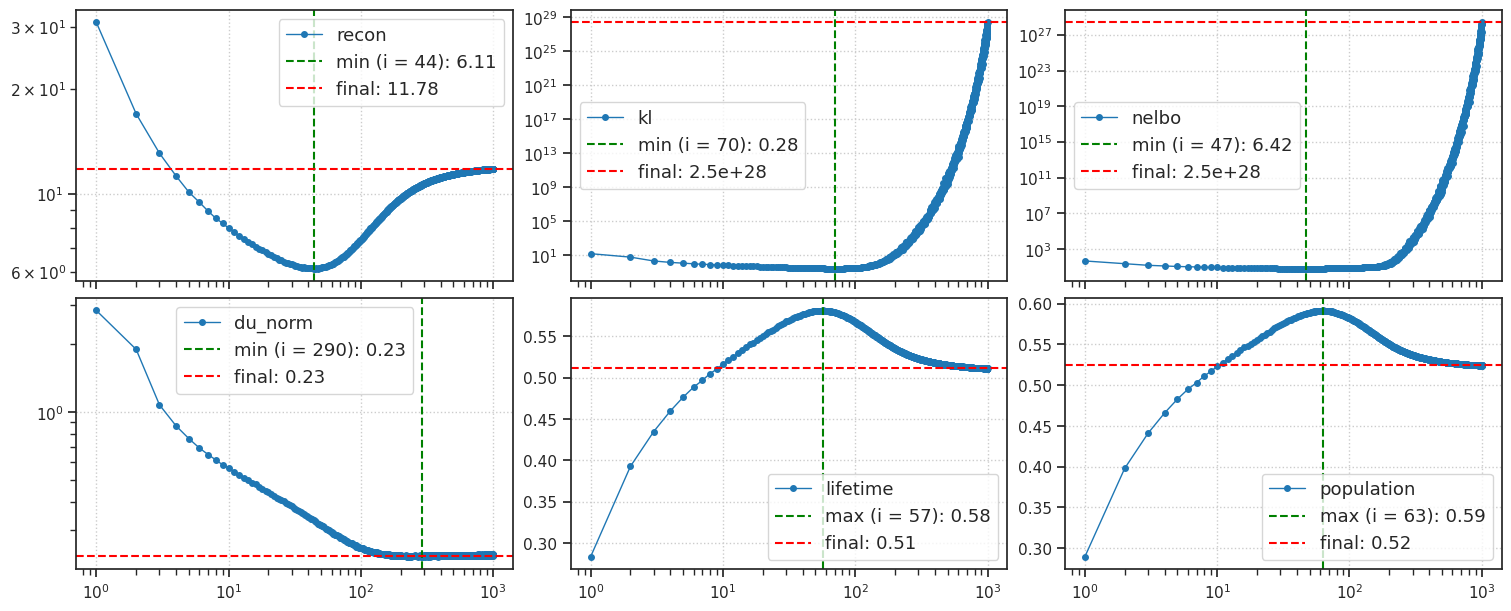 3 × 10¹
2 × 10¹
10¹
6 × 10⁰
recon
min (i = 44): 6.11
final: 11.78
10²⁹
10²⁵
10²¹
10¹⁷
10¹³
10⁹
10⁵
10¹
kl
min (i = 70): 0.28
final: 2.5e+28
10²⁷
10²³
10¹⁹
10¹⁵
10¹¹
10⁷
10³
nelbo
min (i = 47): 6.42
final: 2.5e+28
10⁰
du_norm
min (i = 290): 0.23
final: 0.23
10⁰ 10¹ 10² 10³
0.55
0.50
0.45
0.40
0.35
0.30
lifetime
max (i = 57): 0.58
final: 0.51
10⁰ 10¹ 10² 10³
0.60
0.55
0.50
0.45
0.40
0.35
0.30
population
max (i = 63): 0.59
final: 0.52
10⁰ 10¹ 10² 10³